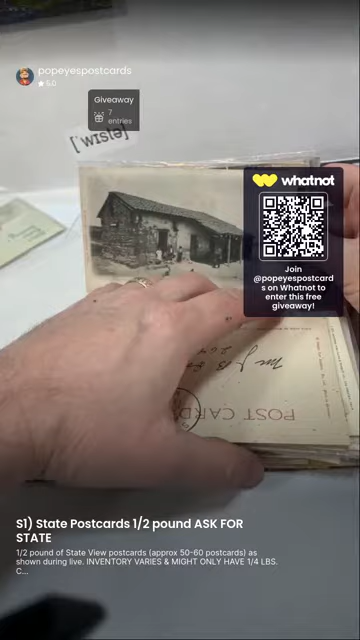 popeyespostcards
★ 5.0
Giveaway
7
entries
['wɪstə]
whatnot
Join
@popeyespostcard
s on Whatnot to
enter this free
giveaway!
POST CARD
S1) State Postcards 1/2 pound ASK FOR
STATE
1/2 pound of State View postcards (approx 50-60 postcards) as
shown during live. INVENTORY VARIES & MIGHT ONLY HAVE 1/4 LBS.
C...